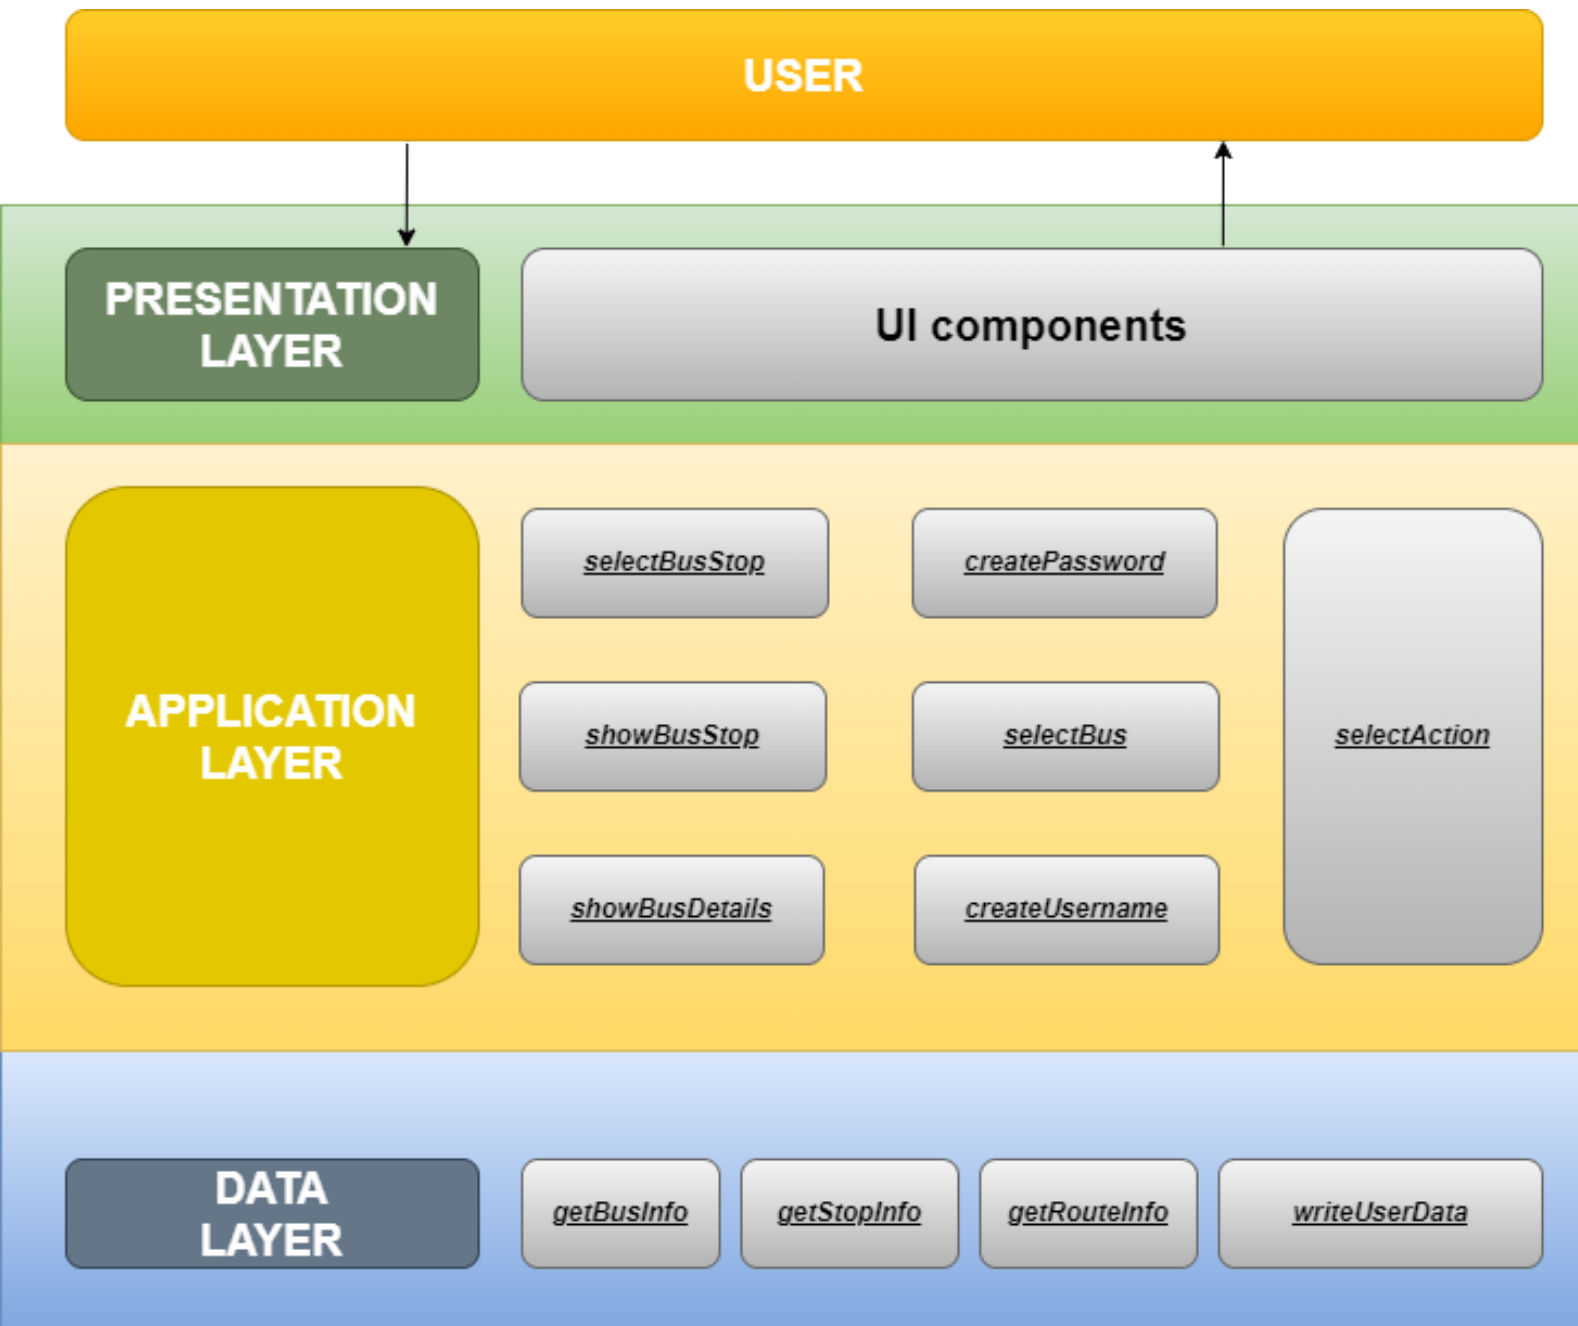 USER
PRESENTATION
LAYER
UI components
APPLICATION
LAYER
selectBusStop
createPassword
selectAction
showBusStop
selectBus
showBusDetails
createUsername
DATA
LAYER
getBusInfo
getStopInfo
getRouteInfo
writeUserData